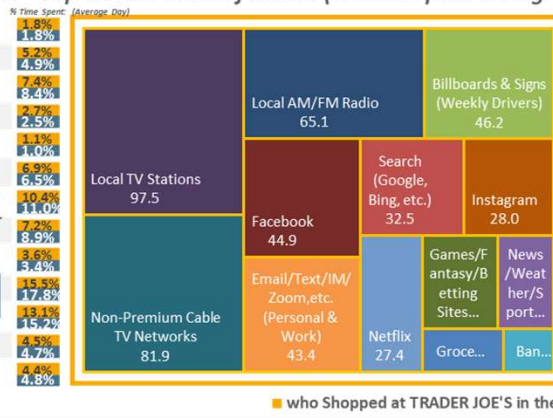 % Time Spent: (Average Day)
1.8%
1.8%
5.2%
4.9%
7.4%
8.4%
2.7%
2.5%
1.1%
1.0%
6.9%
6.5%
10.4%
11.0%
7.2%
8.9%
3.6%
3.4%
15.5%
17.8%
13.1%
15.2%
4.5%
4.7%
4.4%
4.8%
Local TV Stations
97.5
Non-Premium Cable
TV Networks
81.9
Local AM/FM Radio
65.1
Billboards & Signs
(Weekly Drivers)
46.2
Facebook
44.9
Search
(Google,
Bing, etc.)
32.5
Instagram
28.0
Email/Text/IM/
Zoom,etc.
(Personal &
Work)
43.4
Netflix
27.4
Games/F
antasy/B
etting
Sites...
News
/Weat
her/S
port...
Groce...
Ban...
who Shopped at TRADER JOE'S in the